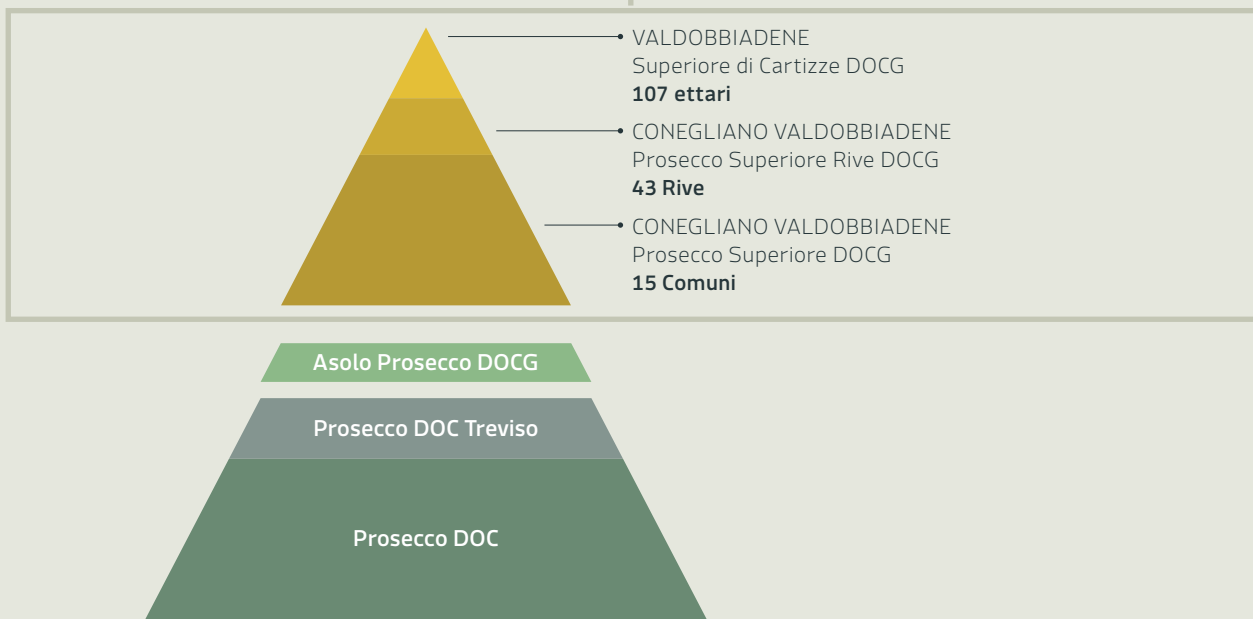 VALDOBBIADENE
Superiore di Cartizze DOCG
107 ettari
CONEGLIANO VALDOBBIADENE
Prosecco Superiore Rive DOCG
43 Rive
CONEGLIANO VALDOBBIADENE
Prosecco Superiore DOCG
15 Comuni
Asolo Prosecco DOCG
Prosecco DOC Treviso
Prosecco DOC